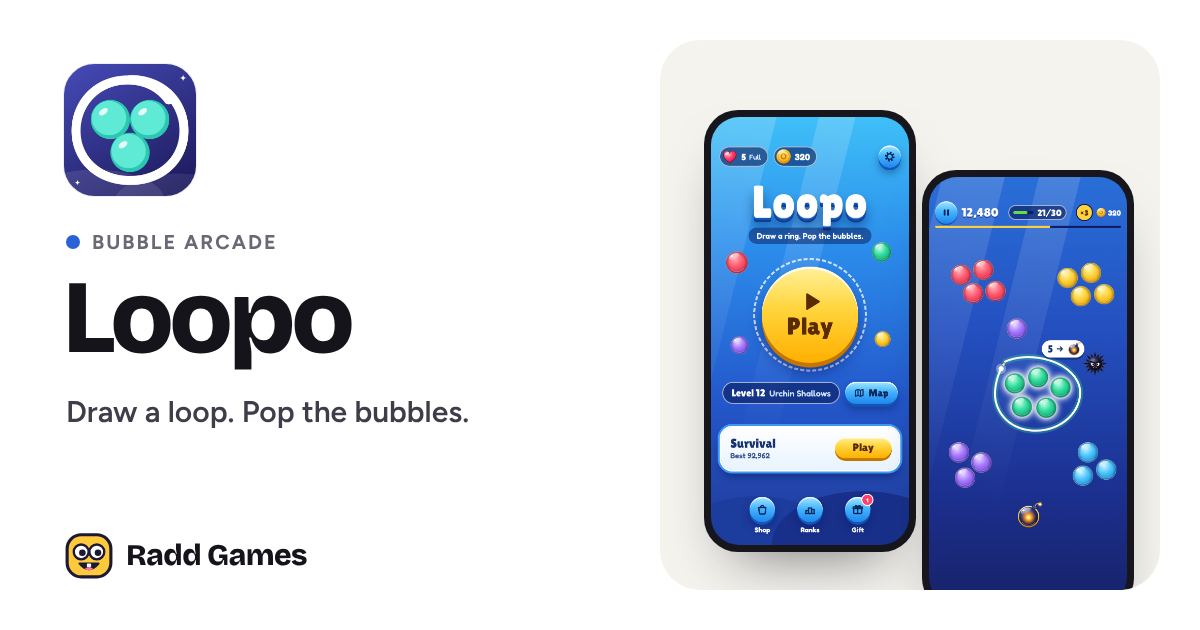 BUBBLE ARCADE
Loopo
Draw a loop. Pop the bubbles.
Radd Games
5 Full
320
Loopo
Draw a ring. Pop the bubbles.
Play
Level 12 Urchin Shallows
Map
Survival
Best 92,962
Play
Shop
Ranks
Gift
12,480
21/30
×3
320
5 →